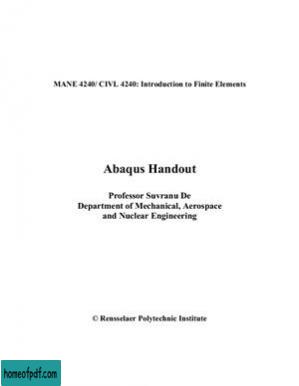 MANE 4240/ CIVL 4240: Introduction to Finite Elements
Abaqus Handout
Professor Suvranu De
Department of Mechanical, Aerospace
and Nuclear Engineering
© Rensselaer Polytechnic Institute
homeofpdf.com